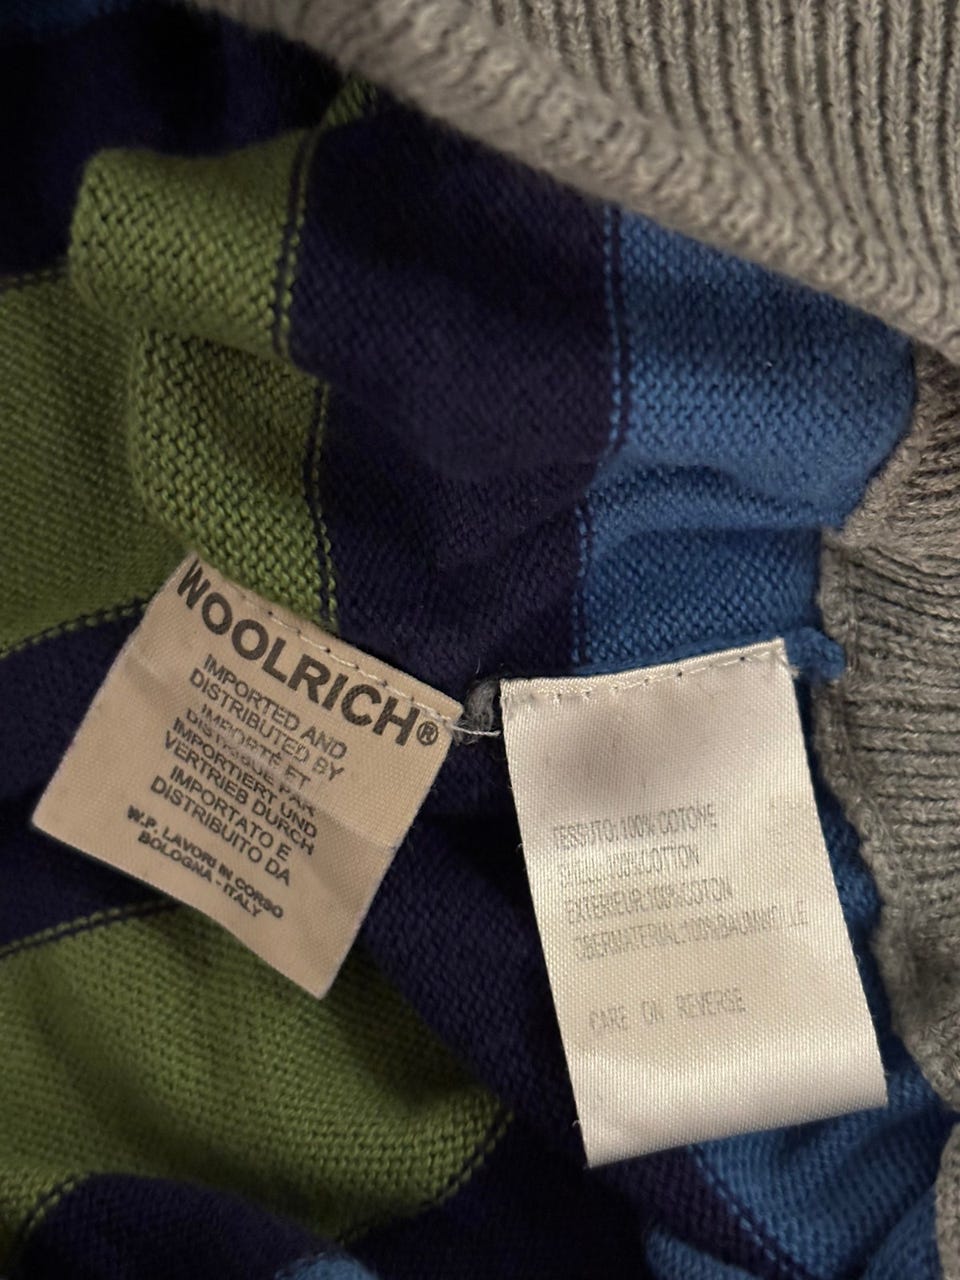 WOOLRICH®
IMPORTED AND
DISTRIBUTED BY
IMPORTÉ ET
DISTRIBUÉ PAR
IMPORTIERT UND
VERTRIEB DURCH
IMPORTATO E
DISTRIBUITO DA
W.P. LAVORI IN CORSO
BOLOGNA - ITALY
TESSUTO:100% COTONE
SHELL:100%COTTON
EXTERIEUR:100%COTON
OBERMATERIAL:100%BAUMWOLLE
CARE ON REVERSE